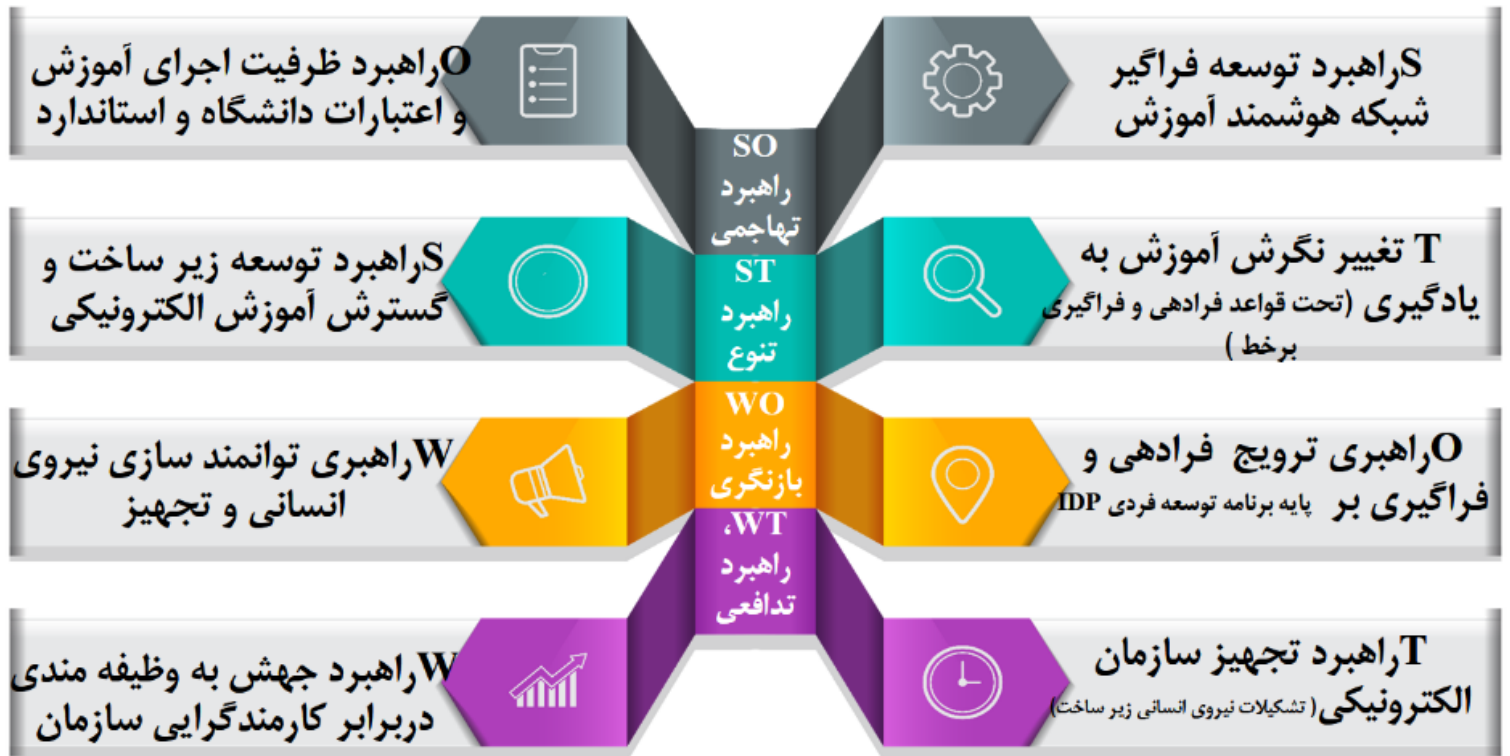 Sراهبرد توسعه فراگیر
شبکه هوشمند آموزش
SO
راهبرد
تهاجمی
Oراهبرد ظرفیت اجرای آموزش
و اعتبارات دانشگاه و استاندارد
T تغییر نگرش آموزش به
یادگیری (تحت قواعد فرادهی و فراگیری
برخط )
ST
راهبرد
تنوع
Sراهبرد توسعه زیر ساخت و
گسترش آموزش الکترونیکی
Oراهبری ترویج فرادهی و
فراگیری بر پایه برنامه توسعه فردی IDP
WO
راهبرد
بازنگری
Wراهبری توانمند سازی نیروی
انسانی و تجهیز
Tراهبرد تجهیز سازمان
الکترونیکی( تشکیلات نیروی انسانی زیر ساخت)
WT،
راهبرد
تدافعی
Wراهبرد جهش به وظیفه مندی
دربرابر کارمندگرایی سازمان